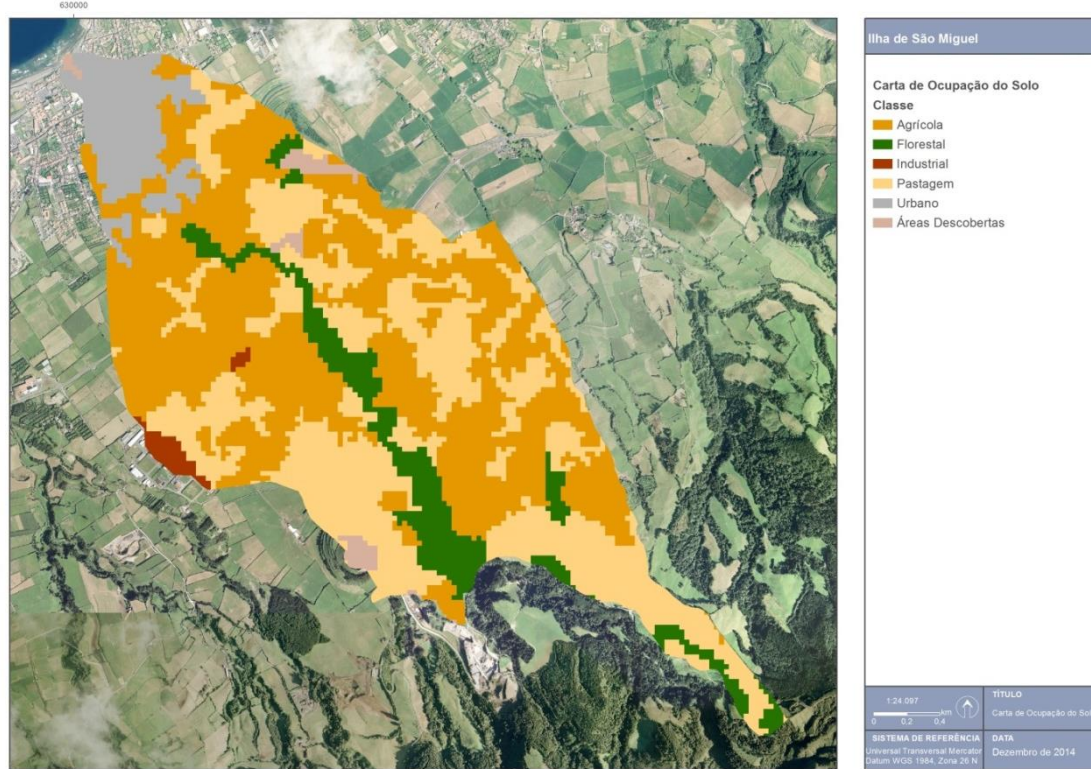 630000
Ilha de São Miguel
Carta de Ocupação do Solo
Classe
Agrícola
Florestal
Industrial
Pastagem
Urbano
Áreas Descobertas
1:24.097
km
0 0,2 0,4
TÍTULO
Carta de Ocupação do Solo
SISTEMA DE REFERÊNCIA
Universal Transversal Mercator
Datum WGS 1984, Zona 26 N
DATA
Dezembro de 2014